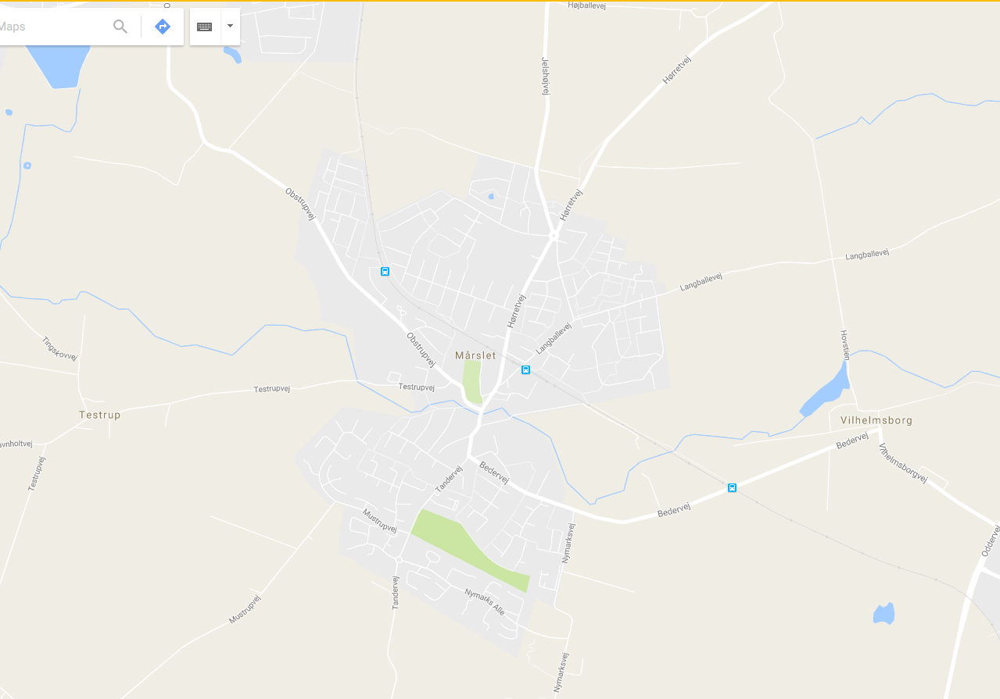 Maps
O
Højballevej
Jelshøjvej
Hørretvej
Obstrupvej
Hørretvej
Langballevej
Langballevej
Hørretvej
Langballevej
Hovstien
Tingskovvej
Obstrupvej
Mårslet
Testrupvej
Testrupvej
Testrup
Vilhelmsborg
avnholtvej
Bedervej
Vilhelmsborgvej
Testrupvej
Tandervej
Bedervej
Bedervej
Mustrupvej
Nymarksvej
Oddervej
Tandervej
Nymarks Alle
Mustrupvej
Nymarksvej